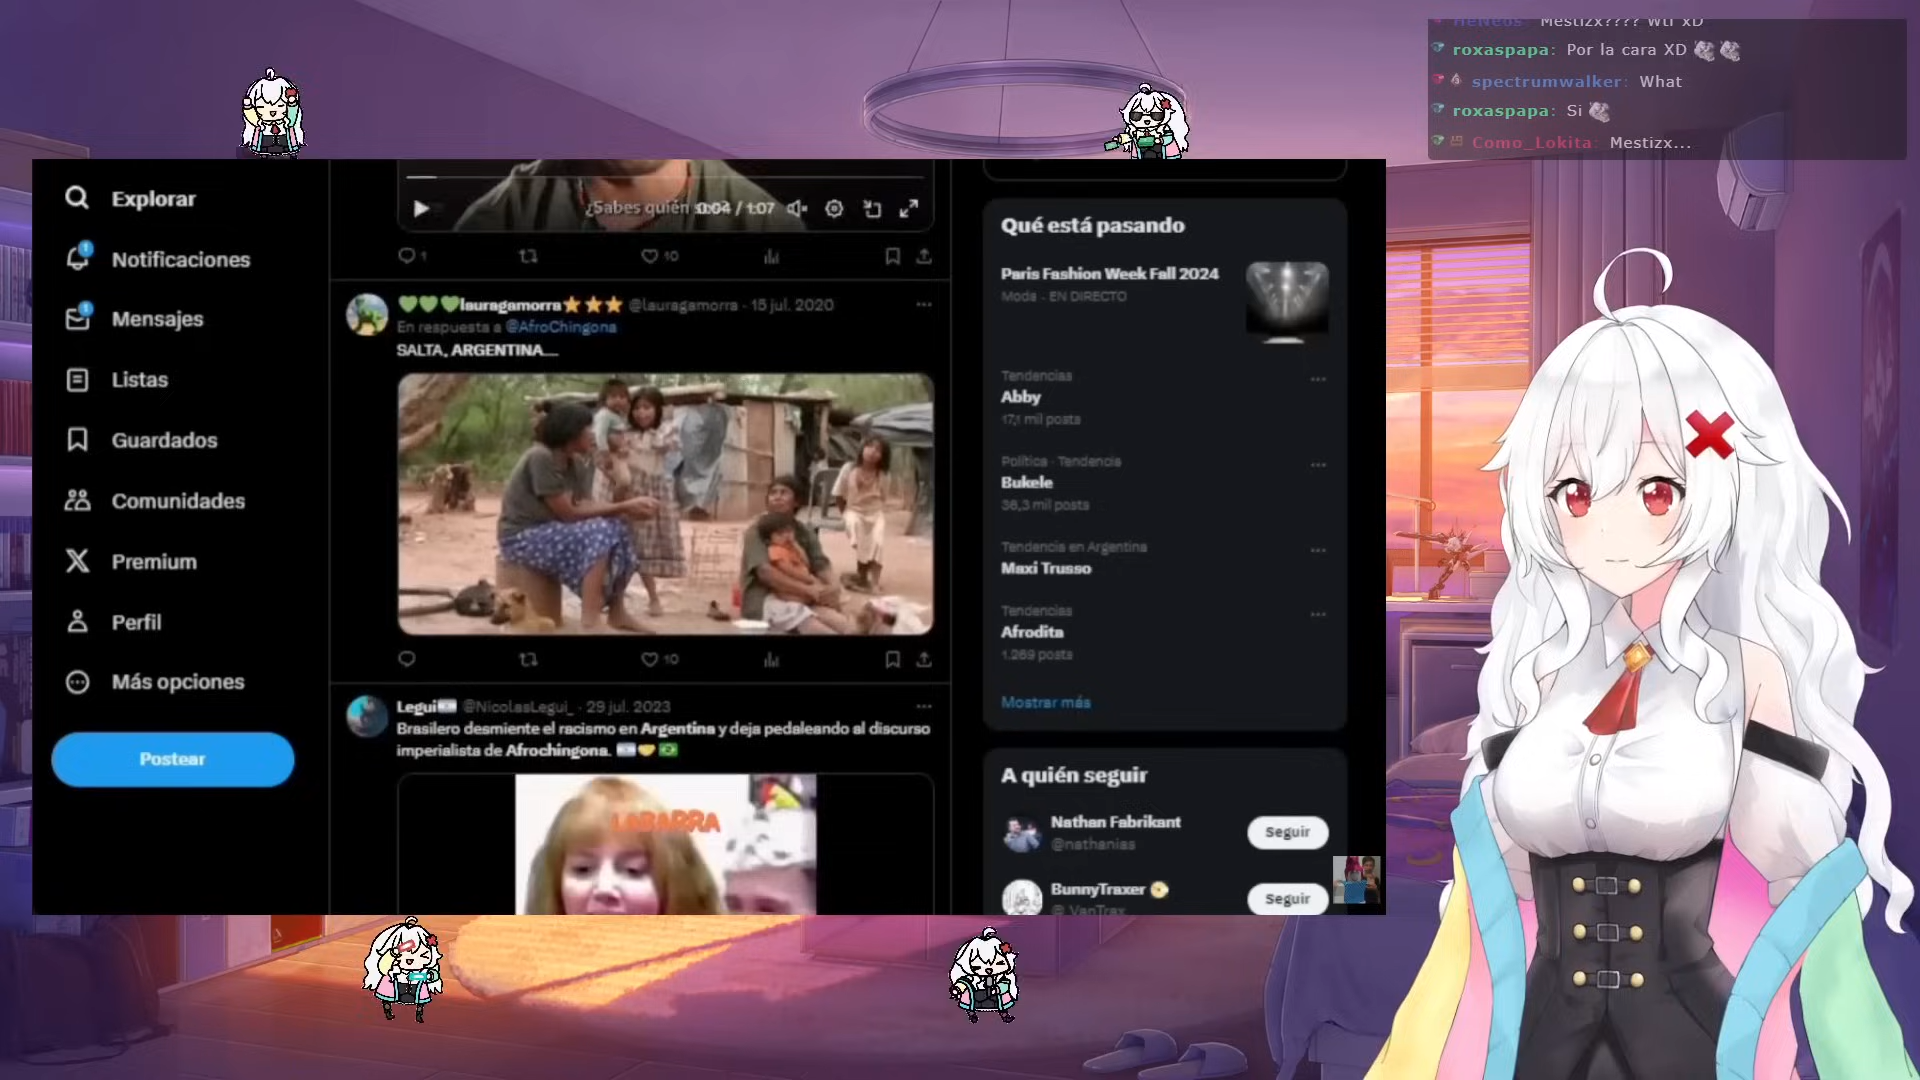 HeNeos: Mestizx???? Wtf xD
roxaspapa: Por la cara XD
spectrumwalker: What
roxaspapa: Si
Como_Lokita: Mestizx...
Explorar
Notificaciones
Mensajes
Listas
Guardados
Comunidades
Premium
Perfil
Más opciones
Postear
¿Sabes quién
0:04 / 1:07
1
10
lauragamorra @lauragamorra · 15 jul. 2020
En respuesta a @AfroChingona
SALTA, ARGENTINA....
10
Legui @NicolasLegui_ · 29 jul. 2023
Brasilero desmiente el racismo en Argentina y deja pedaleando al discurso
imperialista de Afrochingona.
LABARRA
Qué está pasando
Paris Fashion Week Fall 2024
Moda · EN DIRECTO
Tendencias
Abby
17,1 mil posts
Política · Tendencia
Bukele
36,3 mil posts
Tendencia en Argentina
Maxi Trusso
Tendencias
Afrodita
1.269 posts
Mostrar más
A quién seguir
Nathan Fabrikant
@nathanias
Seguir
BunnyTraxer
@_VanTrax
Seguir